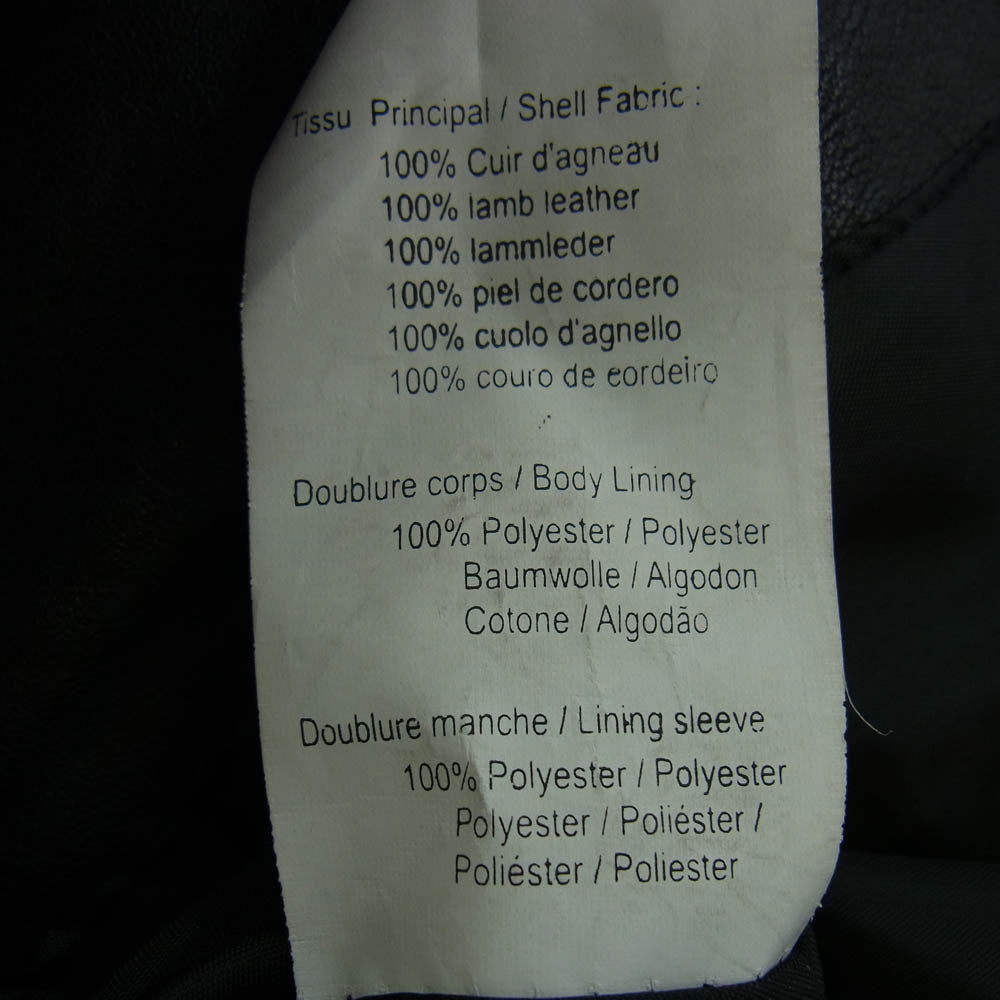 Tissu Principal / Shell Fabric :
100% Cuir d'agneau
100% lamb leather
100% lammleder
100% piel de cordero
100% cuolo d'agnello
100% couro de cordeiro
Doublure corps / Body Lining
100% Polyester / Polyester
Baumwolle / Algodon
Cotone / Algodão
Doublure manche / Lining sleeve
100% Polyester / Polyester
Polyester / Poliéster /
Poliéster / Poliester